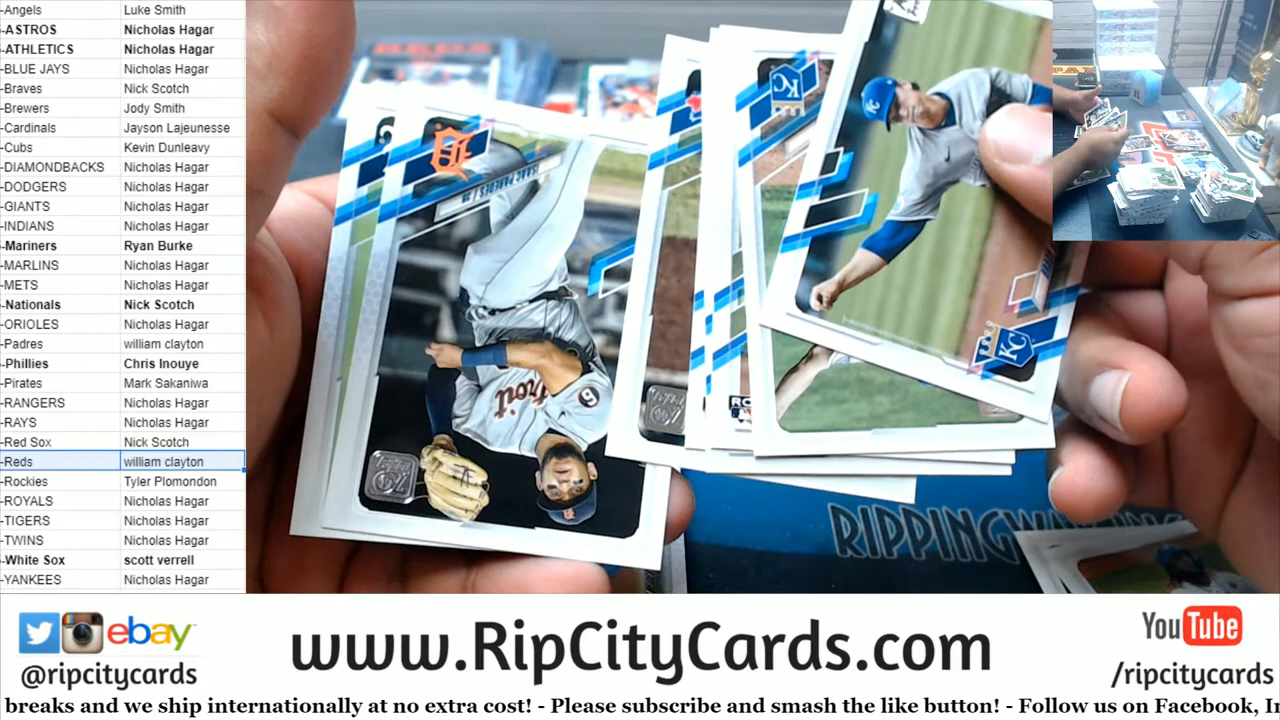 -Angels Luke Smith
-ASTROS Nicholas Hagar
-ATHLETICS Nicholas Hagar
-BLUE JAYS Nicholas Hagar
-Braves Nick Scotch
-Brewers Jody Smith
-Cardinals Jayson Lajeunesse
-Cubs Kevin Dunleavy
-DIAMONDBACKS Nicholas Hagar
-DODGERS Nicholas Hagar
-GIANTS Nicholas Hagar
-INDIANS Nicholas Hagar
-Mariners Ryan Burke
-MARLINS Nicholas Hagar
-METS Nicholas Hagar
-Nationals Nick Scotch
-ORIOLES Nicholas Hagar
-Padres william clayton
-Phillies Chris Inouye
-Pirates Mark Sakaniwa
-RANGERS Nicholas Hagar
-RAYS Nicholas Hagar
-Red Sox Nick Scotch
-Reds william clayton
-Rockies Tyler Plomondon
-ROYALS Nicholas Hagar
-TIGERS Nicholas Hagar
-TWINS Nicholas Hagar
-White Sox scott verrell
-YANKEES Nicholas Hagar
KC
D
ISAAC PAREDES
KC
RIPPING
ebay
@ripcitycards
www.RipCityCards.com
YouTube
/ripcitycards
breaks and we ship internationally at no extra cost! - Please subscribe and smash the like button! - Follow us on Facebook,